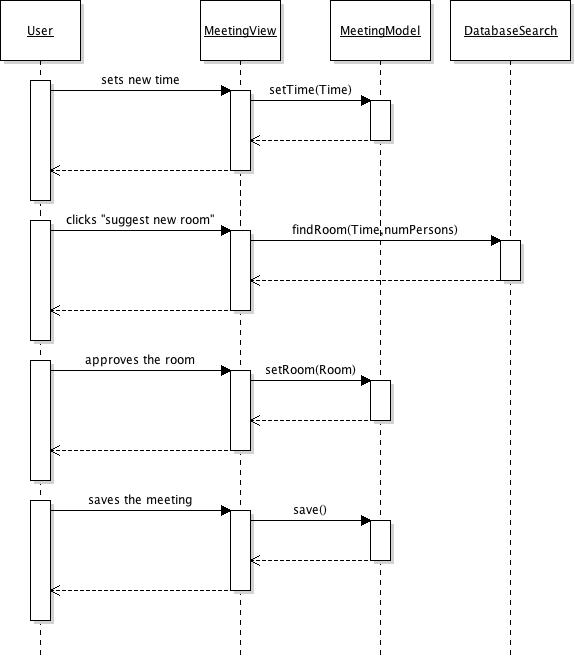 User
MeetingView
MeetingModel
DatabaseSearch
sets new time
setTime(Time)
clicks "suggest new room"
findRoom(Time,numPersons)
approves the room
setRoom(Room)
saves the meeting
save()